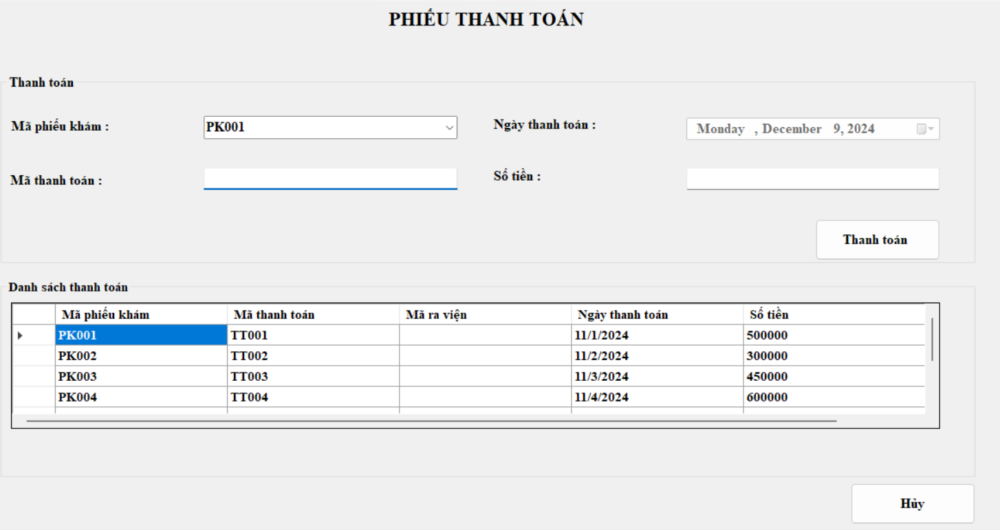 PHIẾU THANH TOÁN
Thanh toán
Mã phiếu khám : PK001 Ngày thanh toán : Monday , December 9, 2024
Mã thanh toán : Số tiền :
Thanh toán
Danh sách thanh toán
Mã phiếu khám Mã thanh toán Mã ra viện Ngày thanh toán Số tiền
PK001 TT001 11/1/2024 500000
PK002 TT002 11/2/2024 300000
PK003 TT003 11/3/2024 450000
PK004 TT004 11/4/2024 600000
Hủy